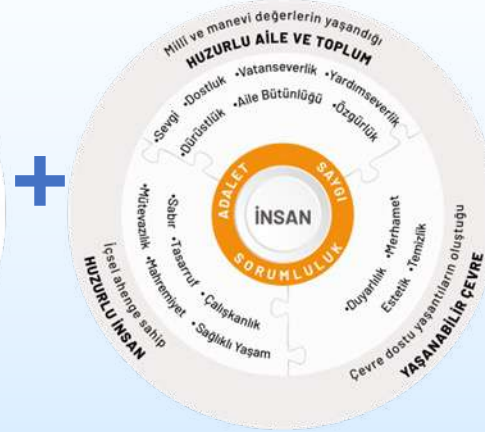 +
Millî ve manevi değerlerin yaşandığı
HUZURLU AİLE VE TOPLUM
•Sevgi •Dostluk •Vatanseverlik •Yardımseverlik
•Dürüstlük •Aile Bütünlüğü •Özgürlük
ADALET
SAYGI
SORUMLULUK
İNSAN
•Sabır •Tasarruf •Çalışkanlık
•Mütevazılık •Mahremiyet •Sağlıklı Yaşam
İçsel ahenge sahip
HUZURLU İNSAN
•Duyarlılık •Merhamet
Estetik •Temizlik
Çevre dostu yaşantıların oluştuğu
YAŞANABİLİR ÇEVRE